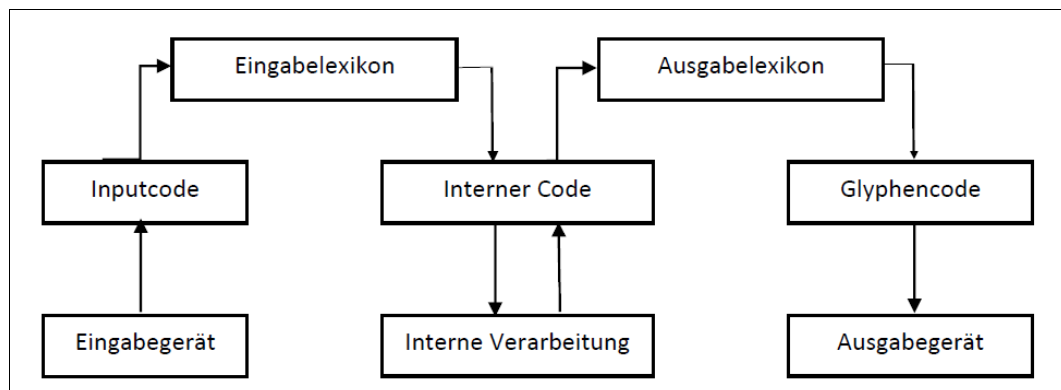 Eingabelexikon
Ausgabelexikon
Inputcode
Interner Code
Glyphencode
Eingabegerät
Interne Verarbeitung
Ausgabegerät